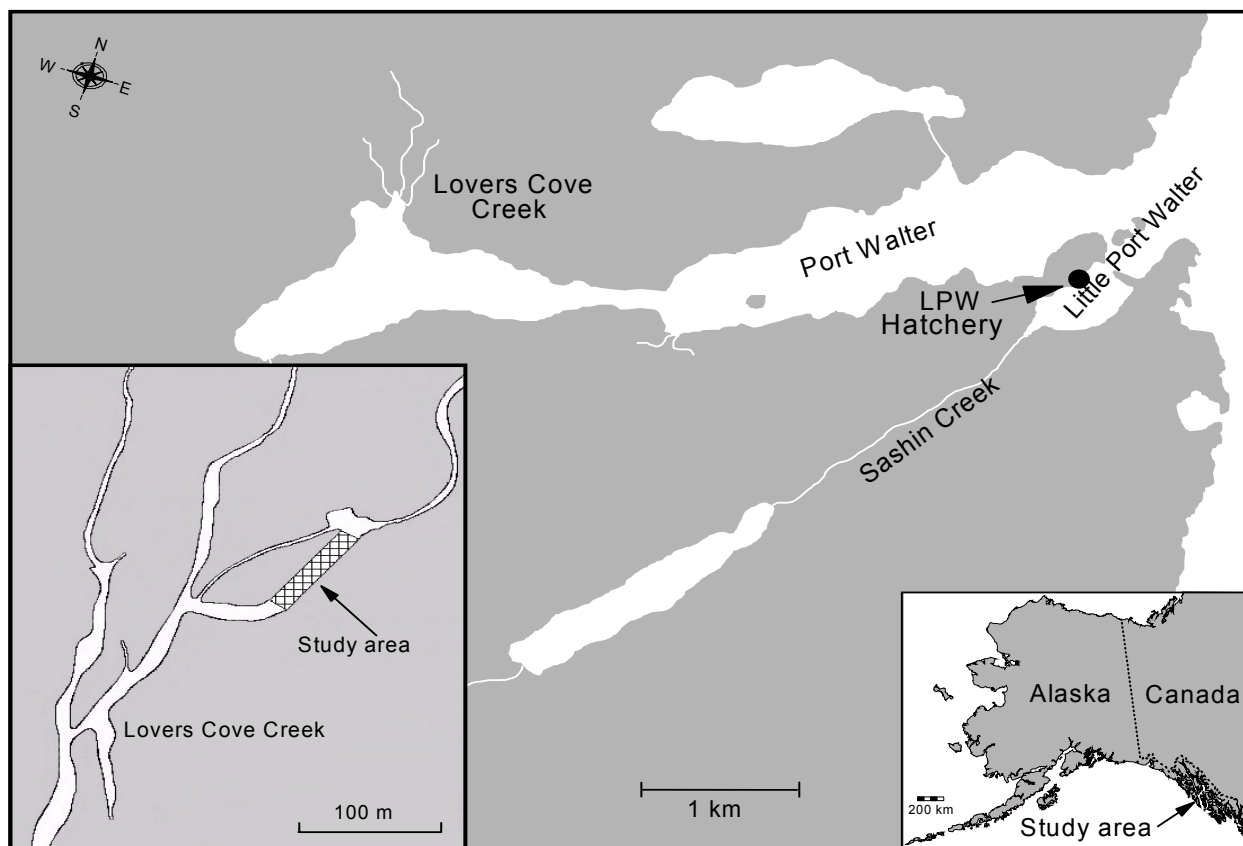 N
W
E
S
Lovers Cove
Creek
Port Walter
Little Port Walter
LPW
Hatchery
Sashin Creek
Study area
Lovers Cove Creek
100 m
1 km
Alaska
Canada
200 km
Study area